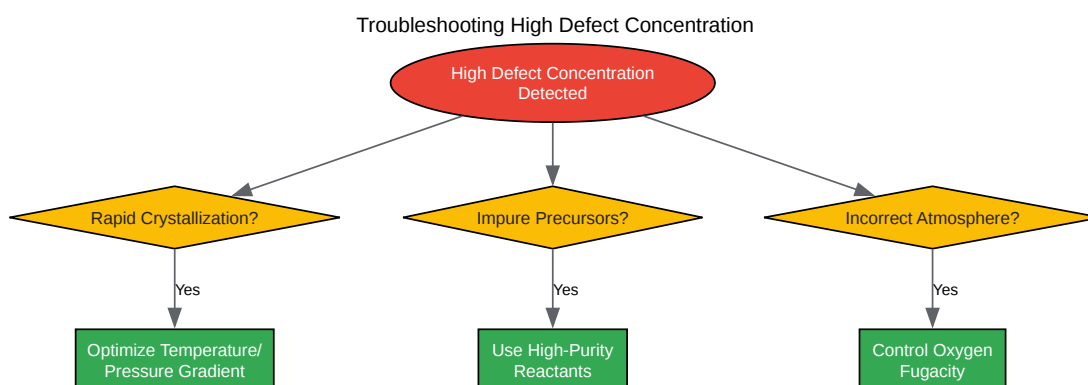 Troubleshooting High Defect Concentration
High Defect Concentration
Detected
Rapid Crystallization?
Impure Precursors?
Incorrect Atmosphere?
Yes
Yes
Yes
Optimize Temperature/
Pressure Gradient
Use High-Purity
Reactants
Control Oxygen
Fugacity